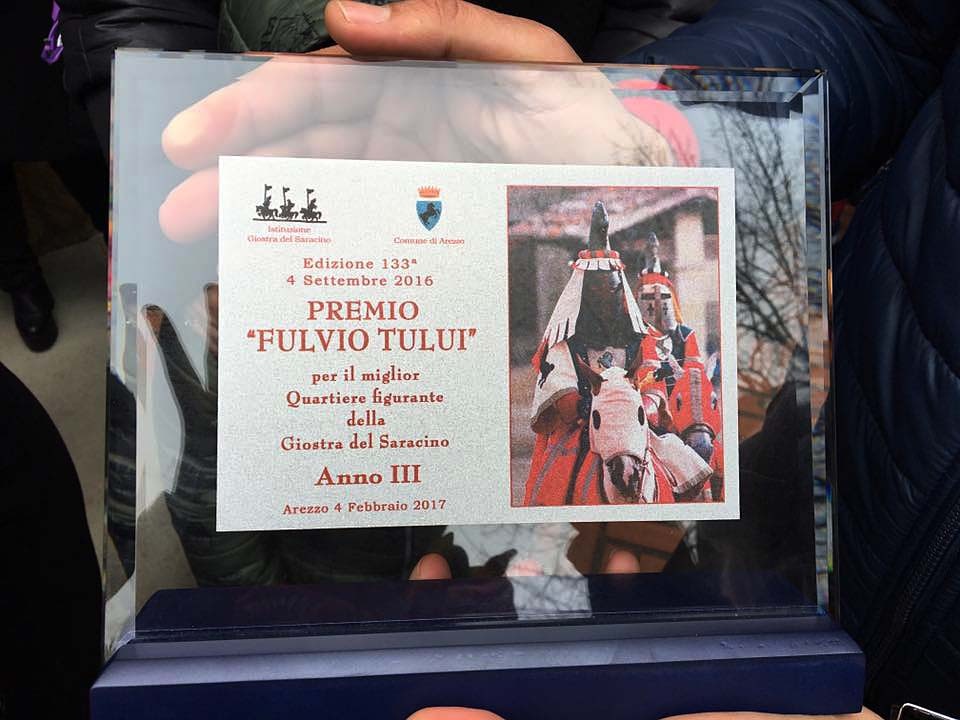 Istituzione
Giostra del Saracino
Comune di Arezzo
Edizione 133ª
4 Settembre 2016
PREMIO
“FULVIO TULUI”
per il miglior
Quartiere figurante
della
Giostra del Saracino
Anno III
Arezzo 4 Febbraio 2017